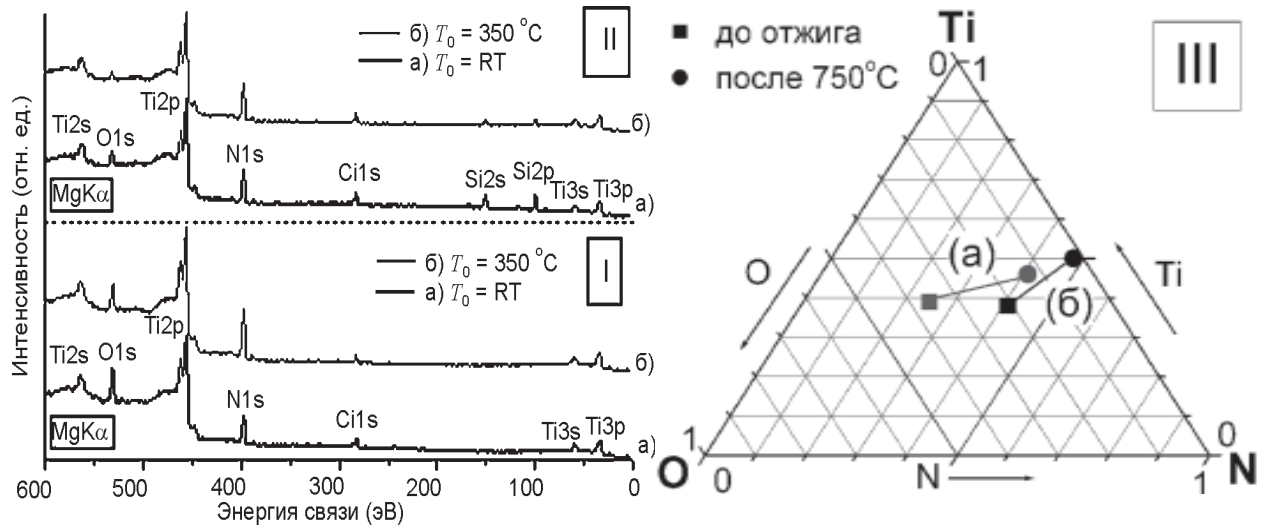 Интенсивность (отн. ед.)
б) T₀ = 350 °C
а) T₀ = RT
II
Ti2p
б)
Ti2s
O1s
N1s
Ci1s
Si2s
Si2p
Ti3s
Ti3p
MgKα
а)
б) T₀ = 350 °C
а) T₀ = RT
I
Ti2p
б)
Ti2s
O1s
N1s
Ci1s
Ti3s
Ti3p
MgKα
а)
600
500
400
300
200
100
0
Энергия связи (эВ)
до отжига
после 750°C
III
Ti
0
1
O
(а)
(б)
Ti
1
0
O
0
N
1
N